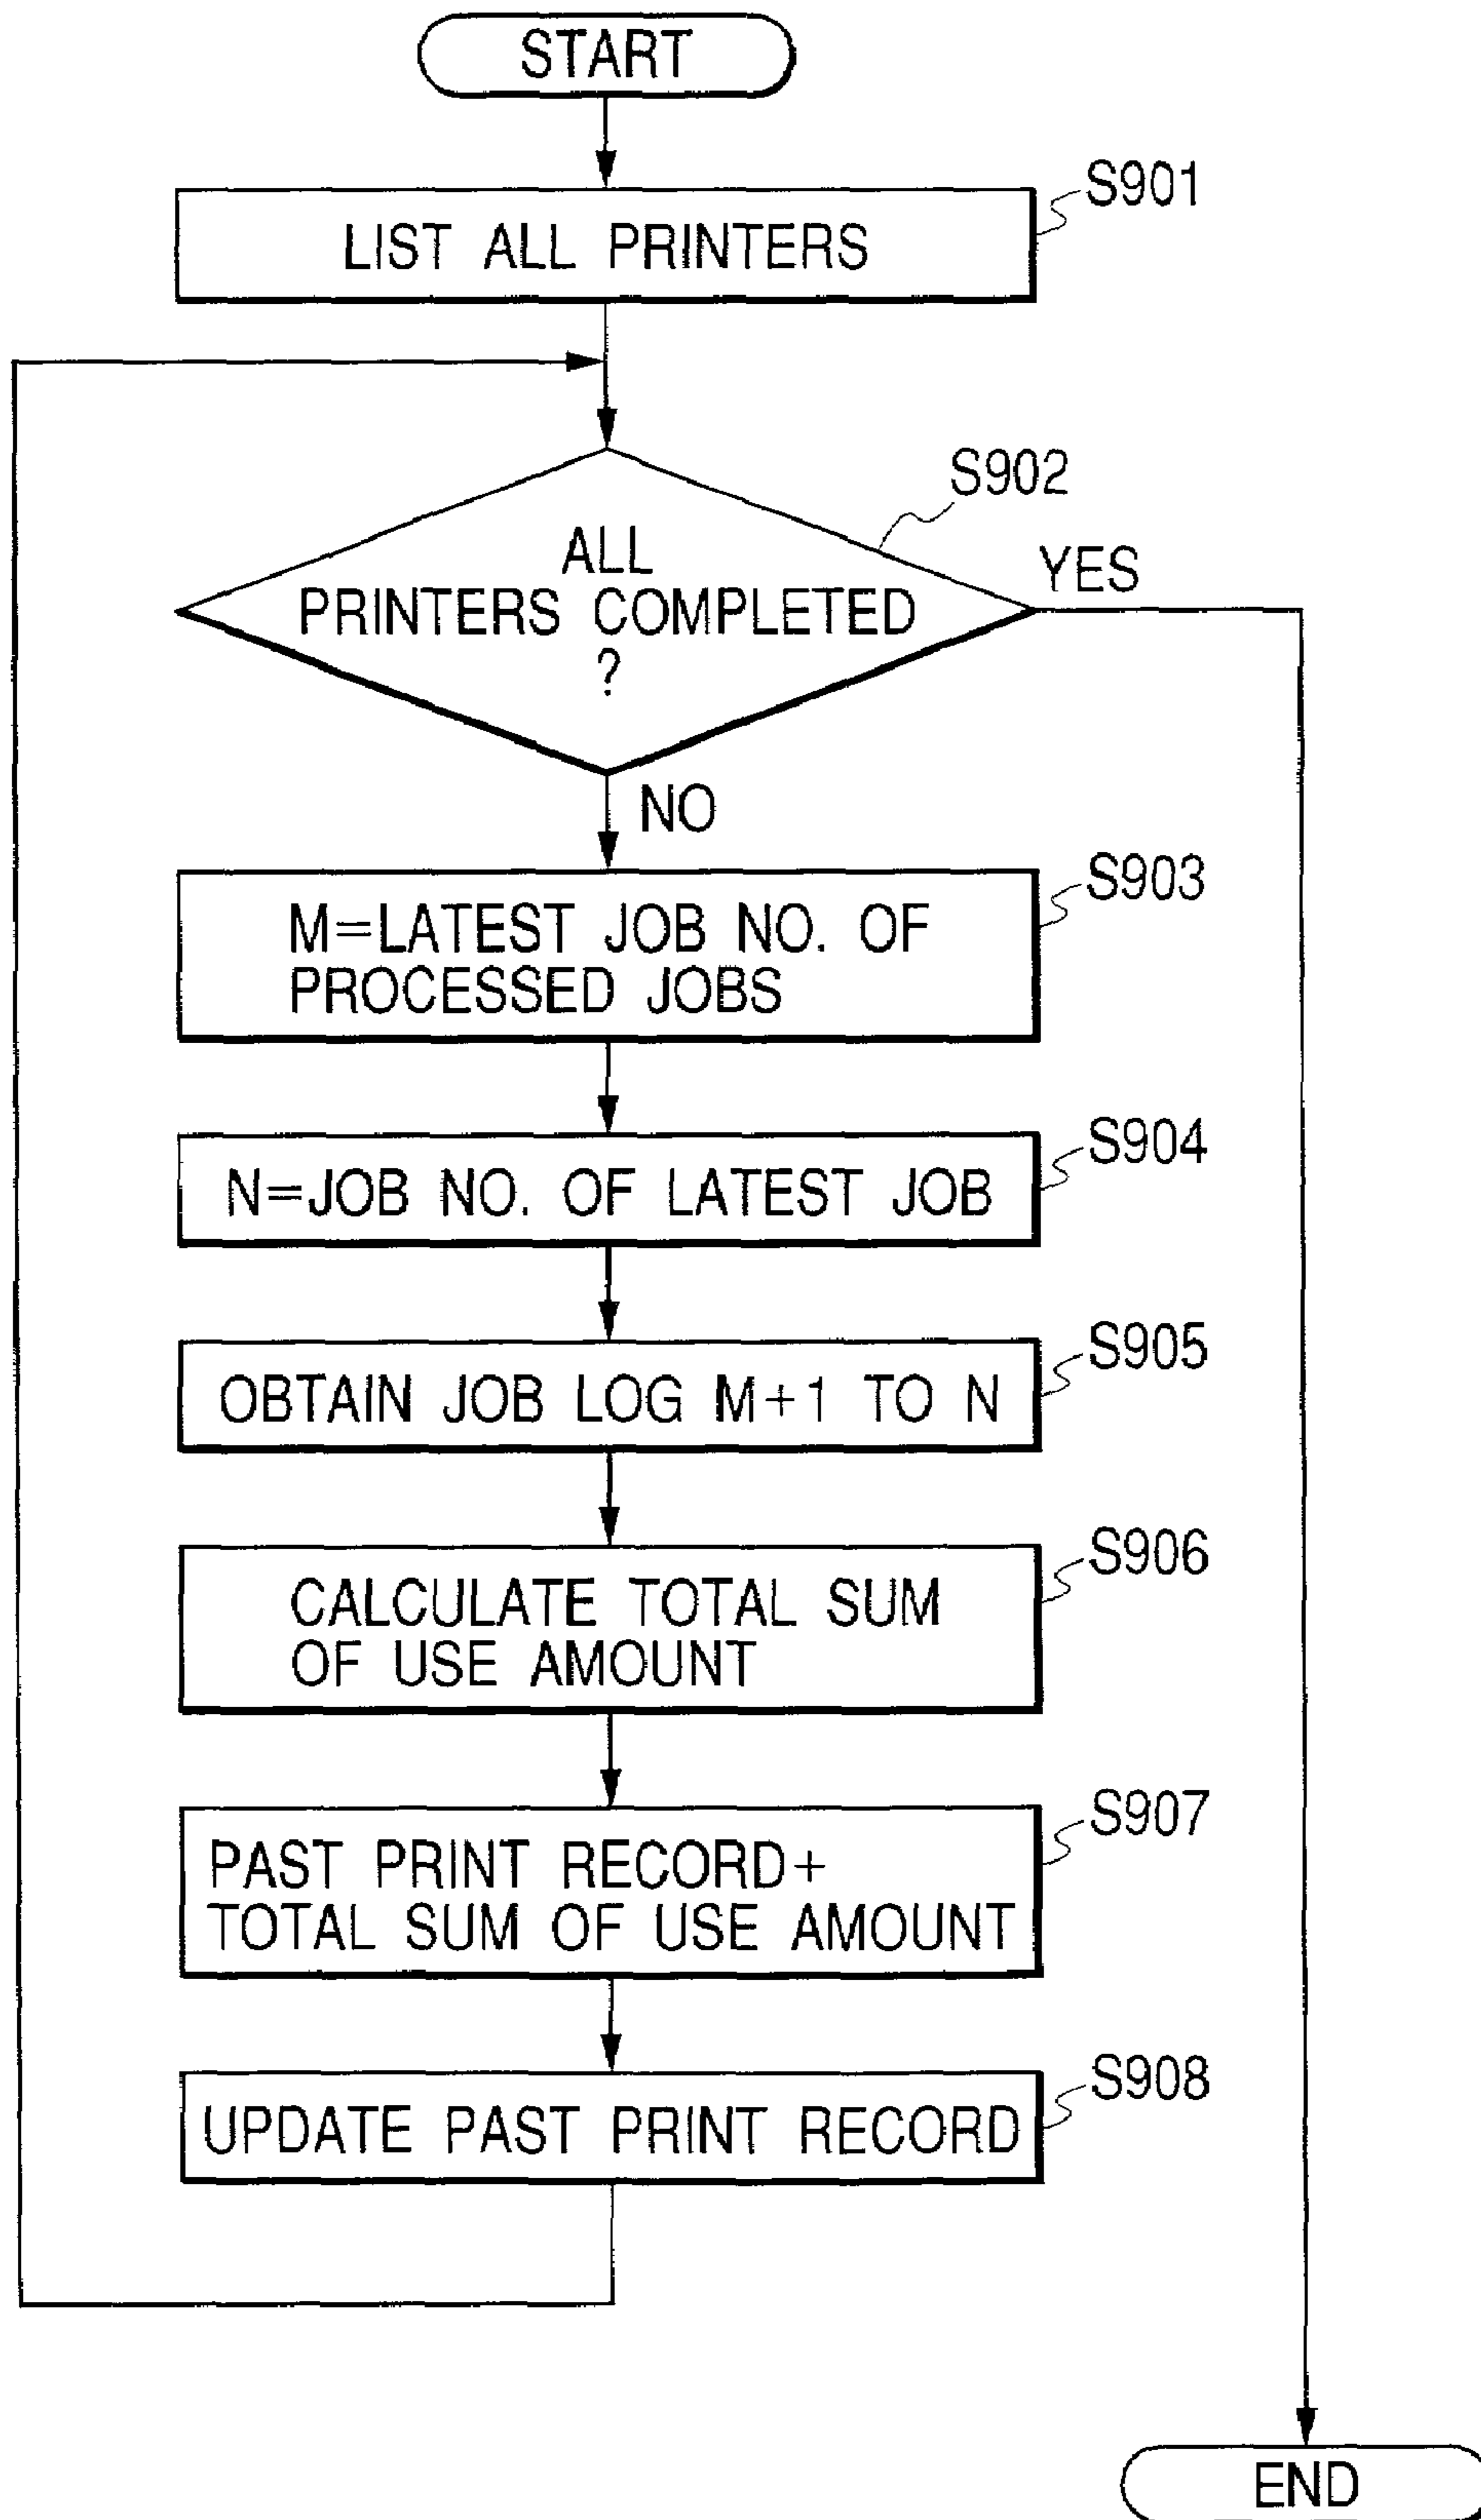 START
S901
LIST ALL PRINTERS
S902
ALL
PRINTERS COMPLETED
?
YES
NO
S903
M=LATEST JOB NO. OF
PROCESSED JOBS
S904
N=JOB NO. OF LATEST JOB
S905
OBTAIN JOB LOG M+1 TO N
S906
CALCULATE TOTAL SUM
OF USE AMOUNT
S907
PAST PRINT RECORD+
TOTAL SUM OF USE AMOUNT
S908
UPDATE PAST PRINT RECORD
END